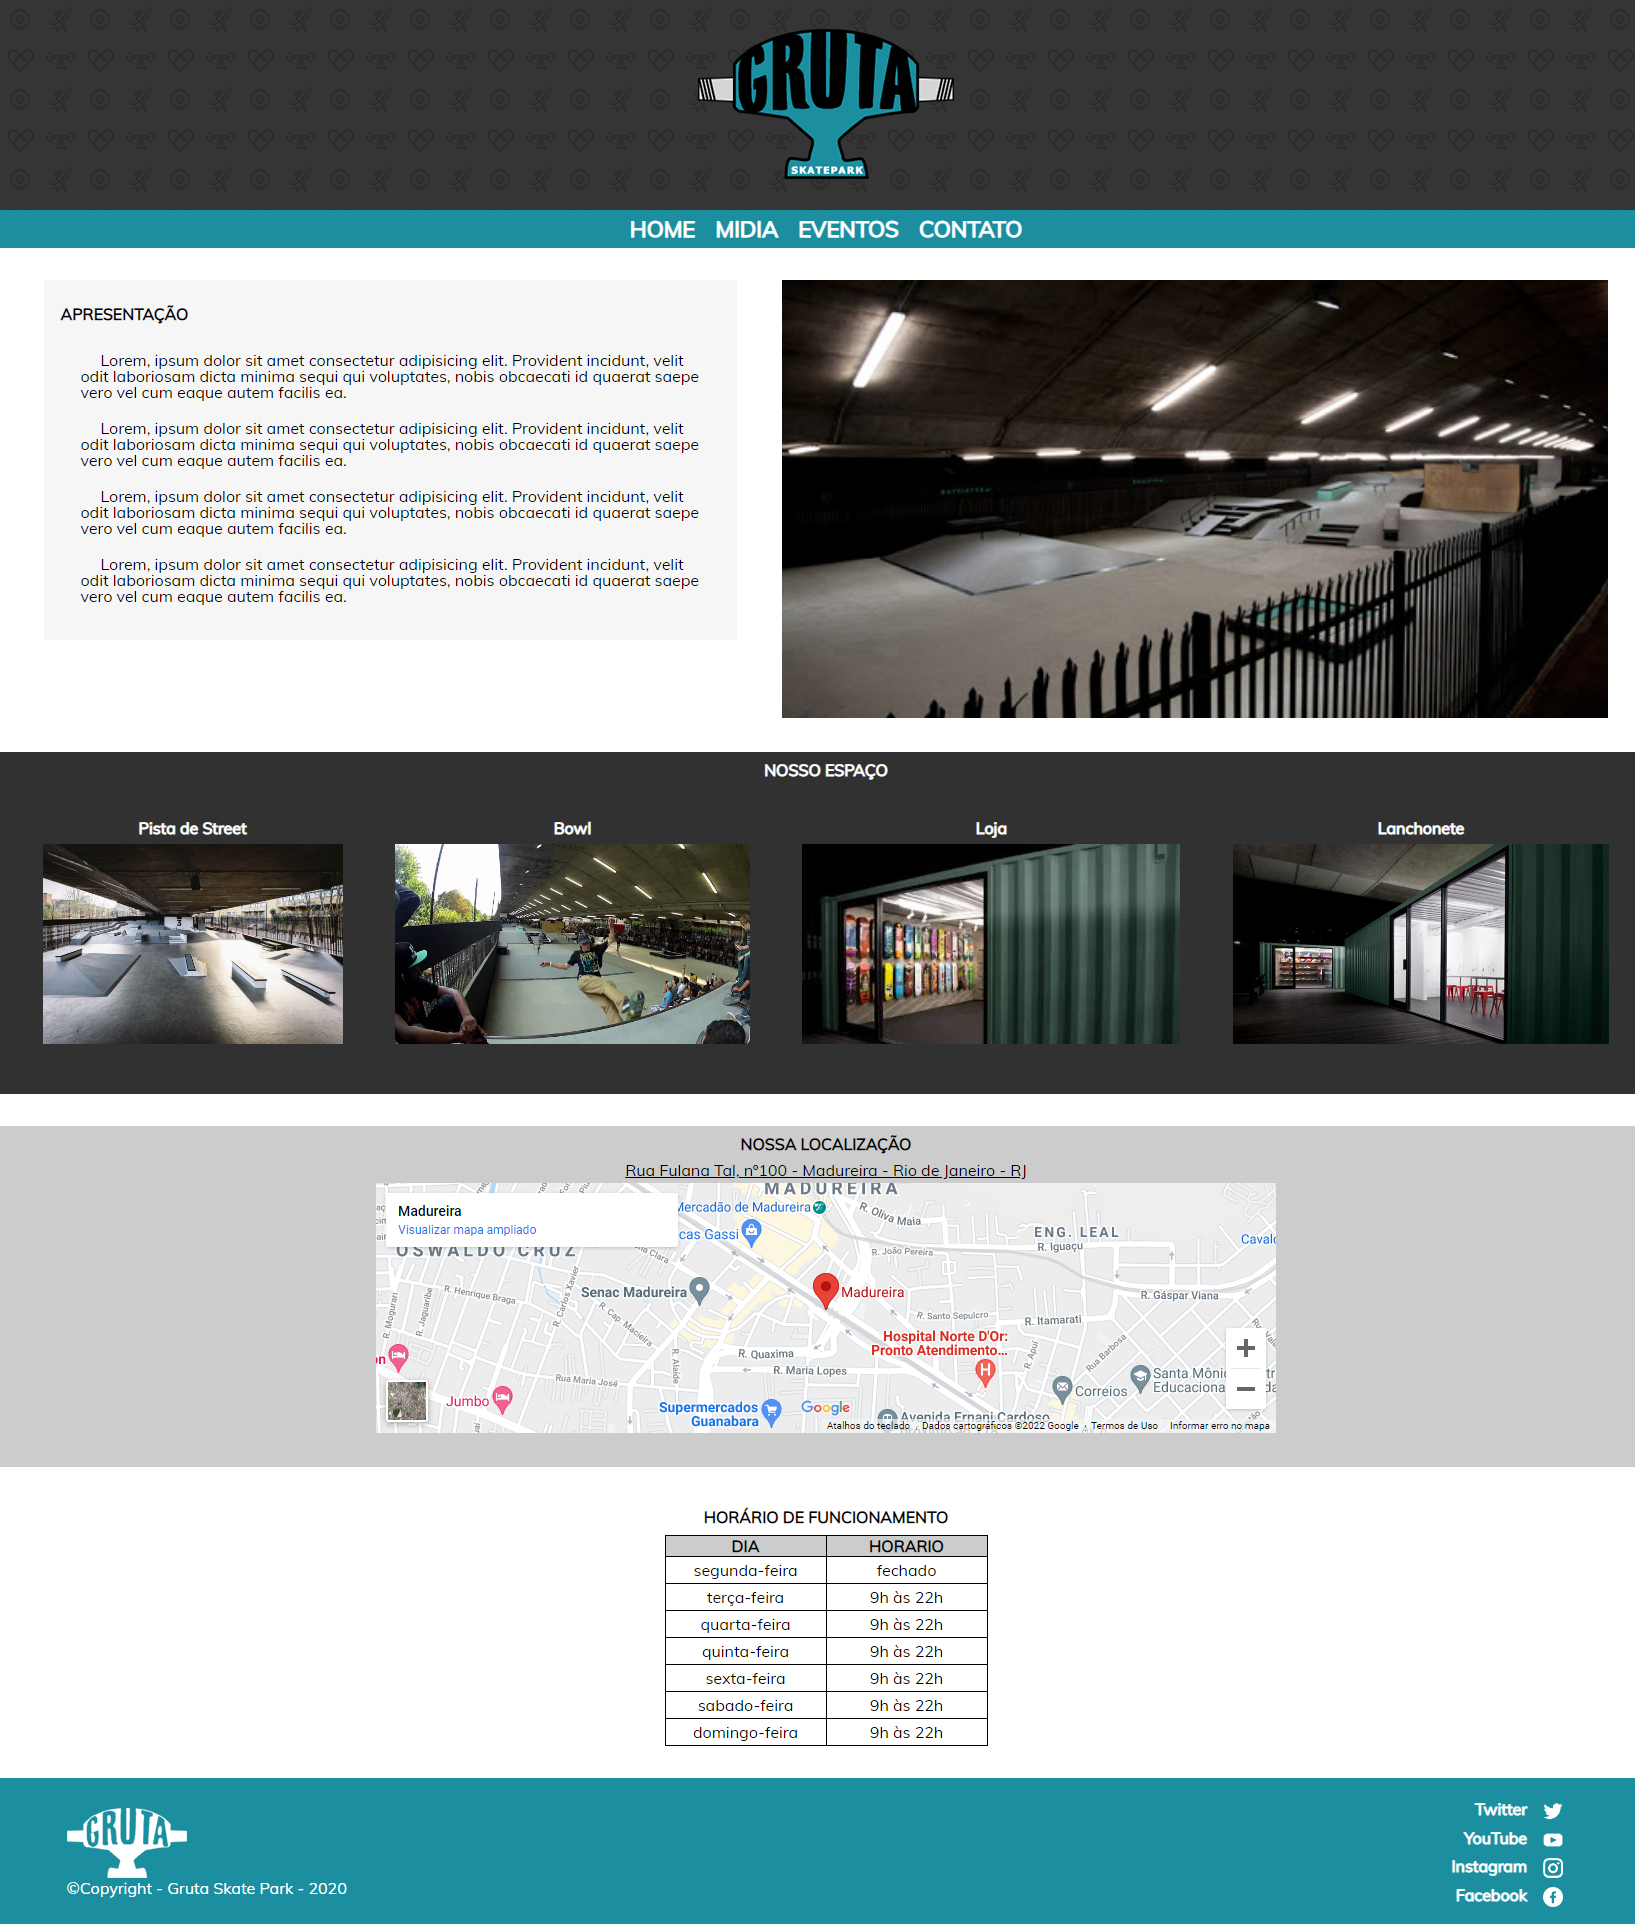 GRUTA
SKATEPARK
HOME MIDIA EVENTOS CONTATO
APRESENTAÇÃO
Lorem, ipsum dolor sit amet consectetur adipisicing elit. Provident incidunt, velit
odit laboriosam dicta minima sequi qui voluptates, nobis obcaecati id quaerat saepe
vero vel cum eaque autem facilis ea.
Lorem, ipsum dolor sit amet consectetur adipisicing elit. Provident incidunt, velit
odit laboriosam dicta minima sequi qui voluptates, nobis obcaecati id quaerat saepe
vero vel cum eaque autem facilis ea.
Lorem, ipsum dolor sit amet consectetur adipisicing elit. Provident incidunt, velit
odit laboriosam dicta minima sequi qui voluptates, nobis obcaecati id quaerat saepe
vero vel cum eaque autem facilis ea.
Lorem, ipsum dolor sit amet consectetur adipisicing elit. Provident incidunt, velit
odit laboriosam dicta minima sequi qui voluptates, nobis obcaecati id quaerat saepe
vero vel cum eaque autem facilis ea.
NOSSO ESPAÇO
Pista de Street
Bowl
Loja
Lanchonete
NOSSA LOCALIZAÇÃO
Rua Fulana Tal, nº100 - Madureira - Rio de Janeiro - RJ
MADUREIRA
Madureira
Visualizar mapa ampliado
Mercadão de Madureira
cas Gassi
R. Oliva Maia
ENG. LEAL
R. Iguaçu
Caval
R. João Pereira
OSWALDO CRUZ
Senac Madureira
R. Henrique Braga
R. Carlos Xavier
R. Jaguaribe
R. Mogurari
R. Cap. Macieira
Madureira
R. Gáspar Viana
R. Santo Sepulcro
R. Itamarati
Hospital Norte D'Or:
Pronto Atendimento...
R. Apuí
Rua Barbosa
R. Quaxima
R. Maria Lopes
R. Alaíde
Rua Maria José
on
Jumbo
Supermercados
Guanabara
Google
Correios
Santa Môni
Educaciona
Avenida Ernani Cardoso
Atalhos do teclado
Dados cartográficos ©2022 Google
Termos de Uso
Informar erro no mapa
HORÁRIO DE FUNCIONAMENTO
DIA HORARIO
segunda-feira fechado
terça-feira 9h às 22h
quarta-feira 9h às 22h
quinta-feira 9h às 22h
sexta-feira 9h às 22h
sabado-feira 9h às 22h
domingo-feira 9h às 22h
GRUTA
©Copyright - Gruta Skate Park - 2020
Twitter
YouTube
Instagram
Facebook